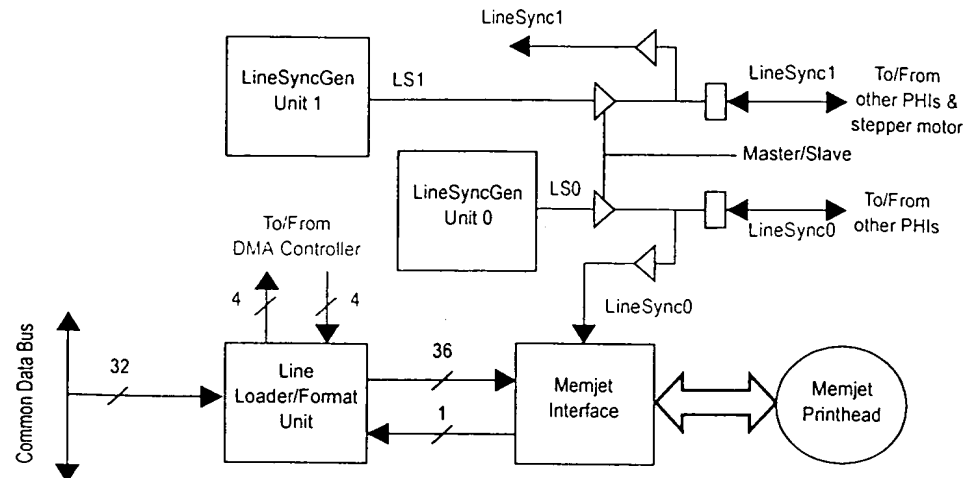 LineSync1
LineSyncGen
Unit 1
LS1
LineSync1
To/From
other PHIs &
stepper motor
Master/Slave
LineSyncGen
Unit 0
LS0
LineSync0
To/From
other PHIs
To/From
DMA Controller
4
4
LineSync0
Common Data Bus
32
Line
Loader/Format
Unit
36
1
Memjet
Interface
Memjet
Printhead